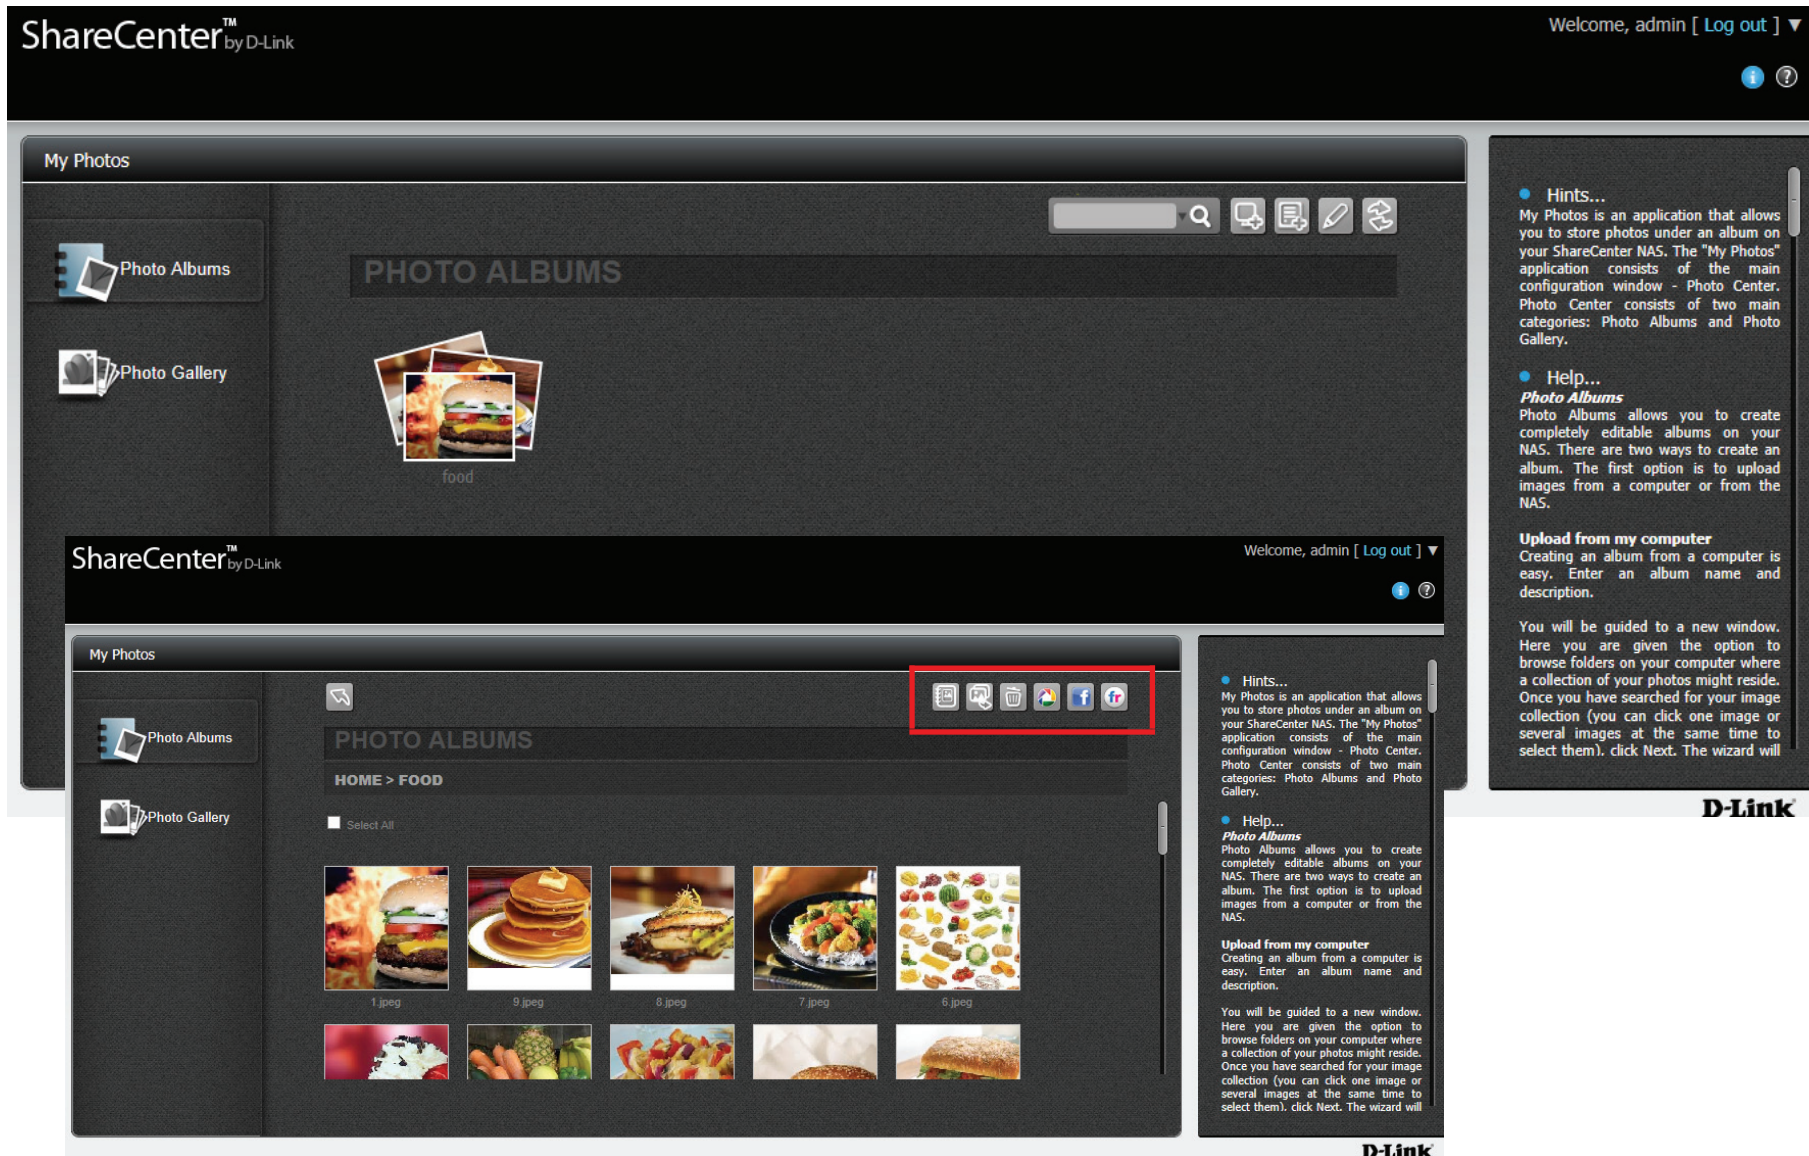 ShareCenter™ by D-Link
Welcome, admin [ Log out ] ▼
My Photos
Photo Albums
Photo Gallery
PHOTO ALBUMS
food
Hints...
My Photos is an application that allows
you to store photos under an album on
your ShareCenter NAS. The "My Photos"
application consists of the main
configuration window - Photo Center.
Photo Center consists of two main
categories: Photo Albums and Photo
Gallery.
Help...
Photo Albums
Photo Albums allows you to create
completely editable albums on your
NAS. There are two ways to create an
album. The first option is to upload
images from a computer or from the
NAS.
Upload from my computer
Creating an album from a computer is
easy. Enter an album name and
description.
You will be guided to a new window.
Here you are given the option to
browse folders on your computer where
a collection of your photos might reside.
Once you have searched for your image
collection (you can click one image or
several images at the same time to
select them), click Next. The wizard will
D-Link
ShareCenter™ by D-Link
Welcome, admin [ Log out ] ▼
My Photos
Photo Albums
Photo Gallery
f
fr
PHOTO ALBUMS
HOME > FOOD
Select All
1.jpeg
9.jpeg
8.jpeg
7.jpeg
6.jpeg
Hints...
My Photos is an application that allows
you to store photos under an album on
your ShareCenter NAS. The "My Photos"
application consists of the main
configuration window - Photo Center.
Photo Center consists of two main
categories: Photo Albums and Photo
Gallery.
Help...
Photo Albums
Photo Albums allows you to create
completely editable albums on your
NAS. There are two ways to create an
album. The first option is to upload
images from a computer or from the
NAS.
Upload from my computer
Creating an album from a computer is
easy. Enter an album name and
description.
You will be guided to a new window.
Here you are given the option to
browse folders on your computer where
a collection of your photos might reside.
Once you have searched for your image
collection (you can click one image or
several images at the same time to
select them), click Next. The wizard will
D-Link